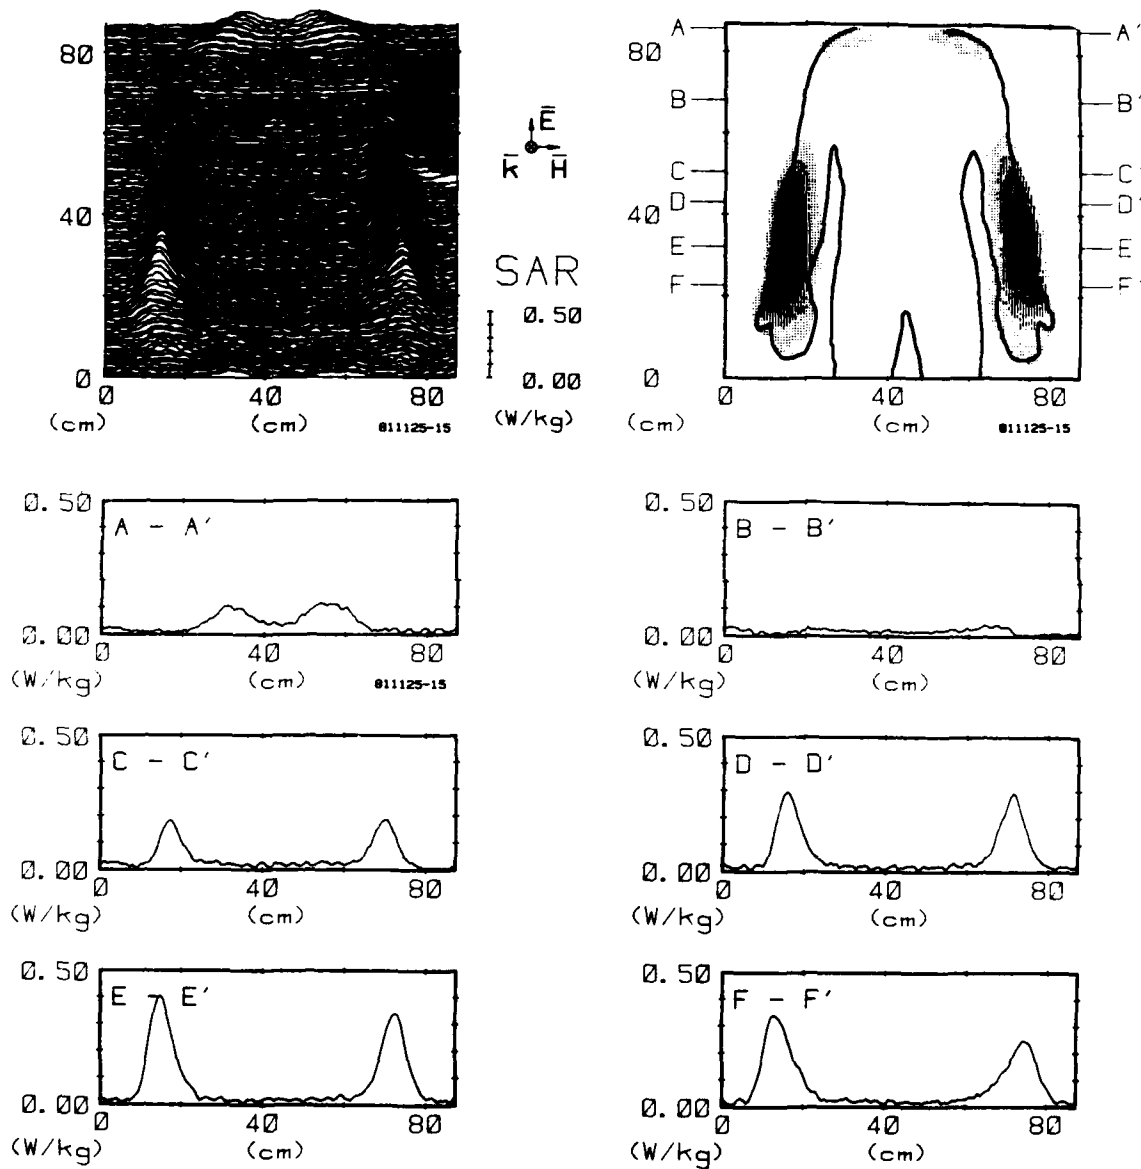 80
40
0
0 40 80
(cm) (cm) 811125-15
Ē
k̄ H̄
SAR
0.50
0.00
(W/kg)
A A'
80
B B'
C C'
D D'
40
E E'
F F'
0
0 40 80
(cm) (cm) 811125-15
0.50
A - A'
0.00
0 40 80
(W/kg) (cm) 811125-15
0.50
B - B'
0.00
0 40 80
(W/kg) (cm)
0.50
C - C'
0.00
0 40 80
(W/kg) (cm)
0.50
D - D'
0.00
0 40 80
(W/kg) (cm)
0.50
E - E'
0.00
0 40 80
(W/kg) (cm)
0.50
F - F'
0.00
0 40 80
(W/kg) (cm)